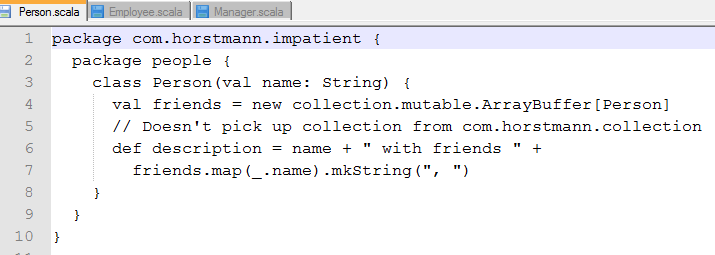 Person.scala Employee.scala Manager.scala
1 package com.horstmann.impatient {
2   package people {
3     class Person(val name: String) {
4       val friends = new collection.mutable.ArrayBuffer[Person]
5       // Doesn't pick up collection from com.horstmann.collection
6       def description = name + " with friends " +
7         friends.map(_.name).mkString(", ")
8     }
9   }
10 }